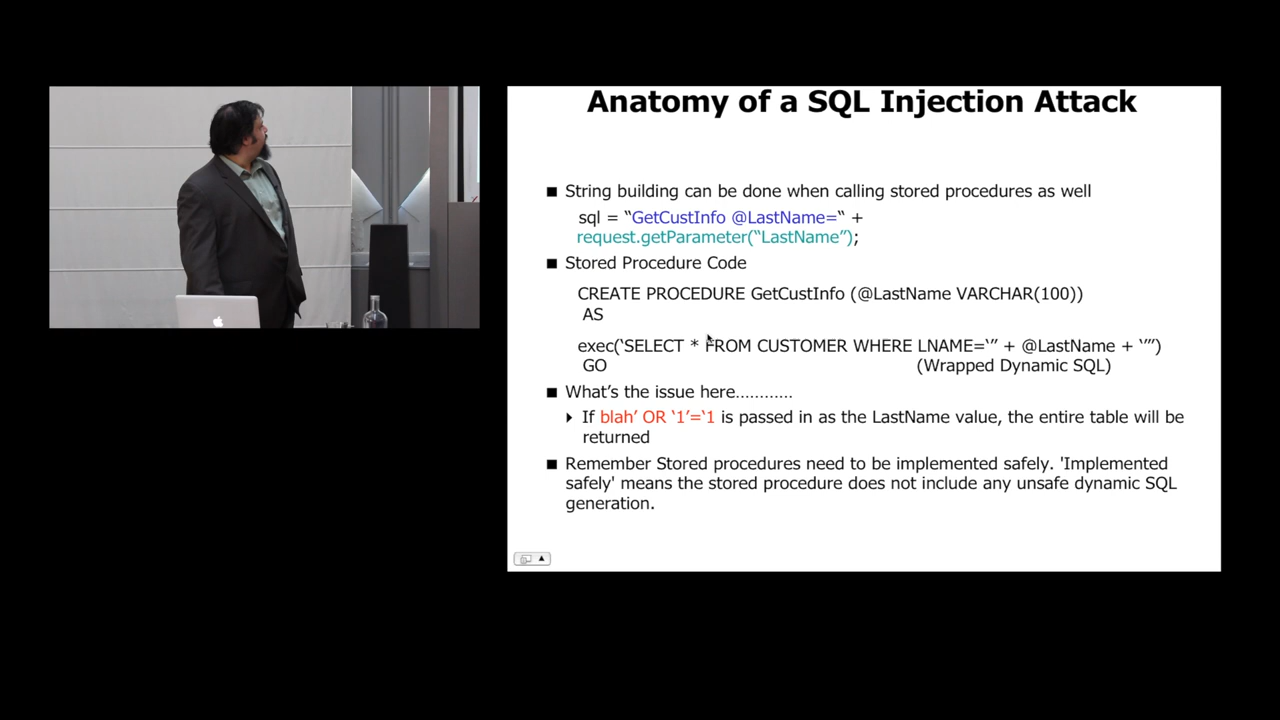 Anatomy of a SQL Injection Attack
■ String building can be done when calling stored procedures as well
sql = “GetCustInfo @LastName=“ +
request.getParameter(“LastName”);
■ Stored Procedure Code
CREATE PROCEDURE GetCustInfo (@LastName VARCHAR(100))
AS
exec(‘SELECT * FROM CUSTOMER WHERE LNAME=‘’’ + @LastName + ‘’’’)
GO (Wrapped Dynamic SQL)
■ What’s the issue here…………
If blah’ OR ‘1’=‘1 is passed in as the LastName value, the entire table will be
returned
■ Remember Stored procedures need to be implemented safely. 'Implemented
safely' means the stored procedure does not include any unsafe dynamic SQL
generation.